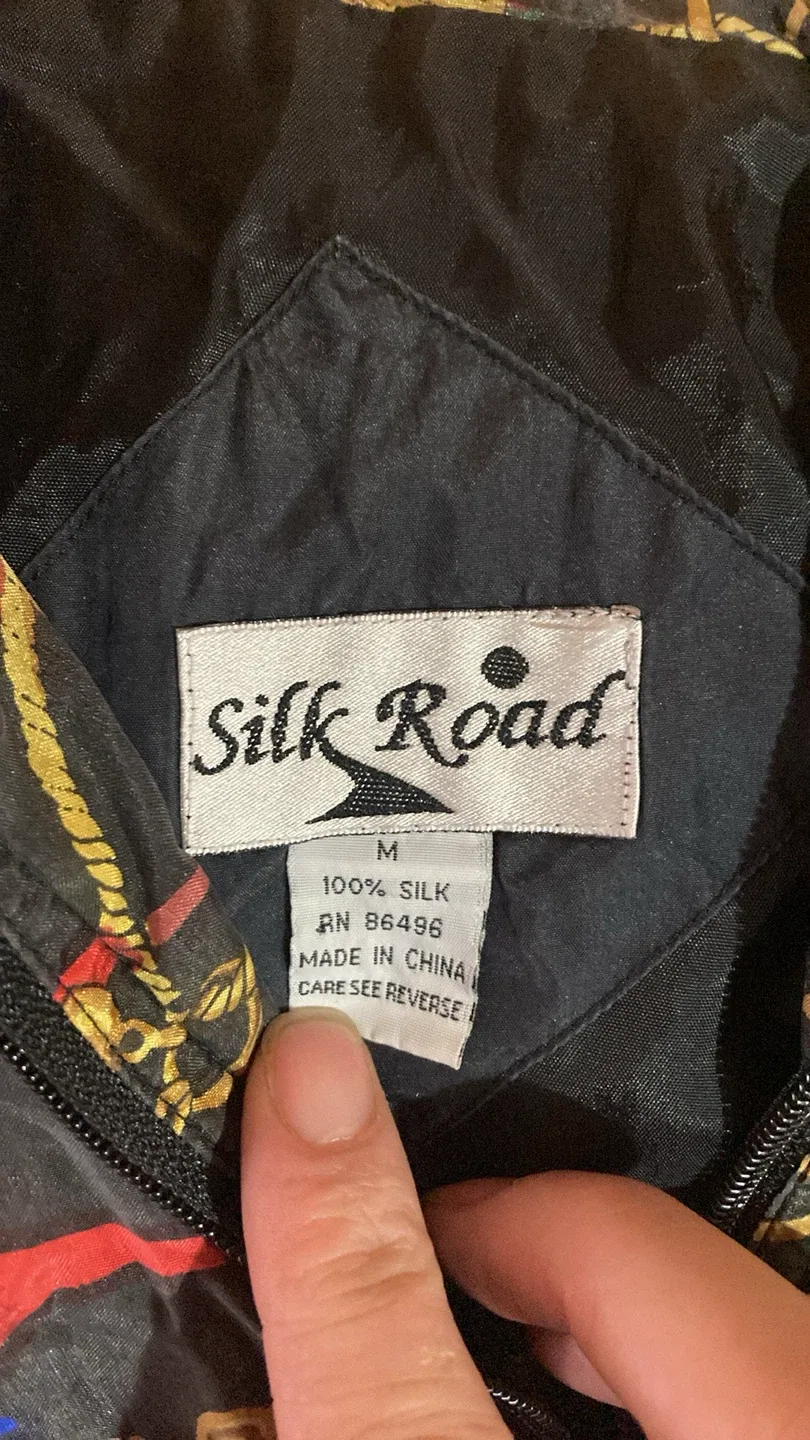 Silk Road
M
100% SILK
RN 86496
MADE IN CHINA
CARE SEE REVERSE